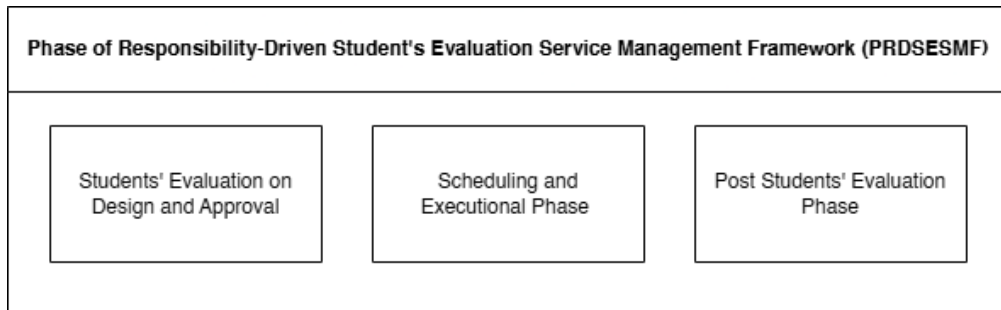 Phase of Responsibility-Driven Student's Evaluation Service Management Framework (PRDSESMF)
Students' Evaluation on
Design and Approval
Scheduling and
Executional Phase
Post Students' Evaluation
Phase